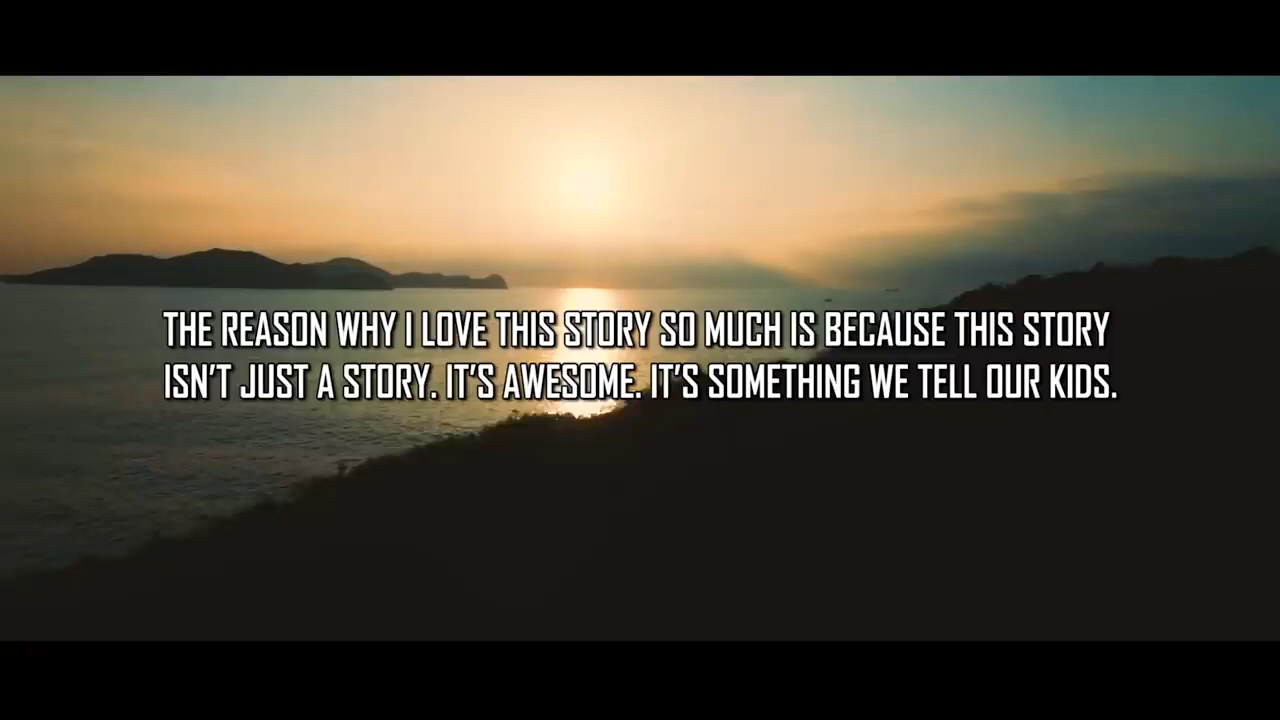 THE REASON WHY I LOVE THIS STORY SO MUCH IS BECAUSE THIS STORY
ISN'T JUST A STORY. IT'S AWESOME. IT'S SOMETHING WE TELL OUR KIDS.